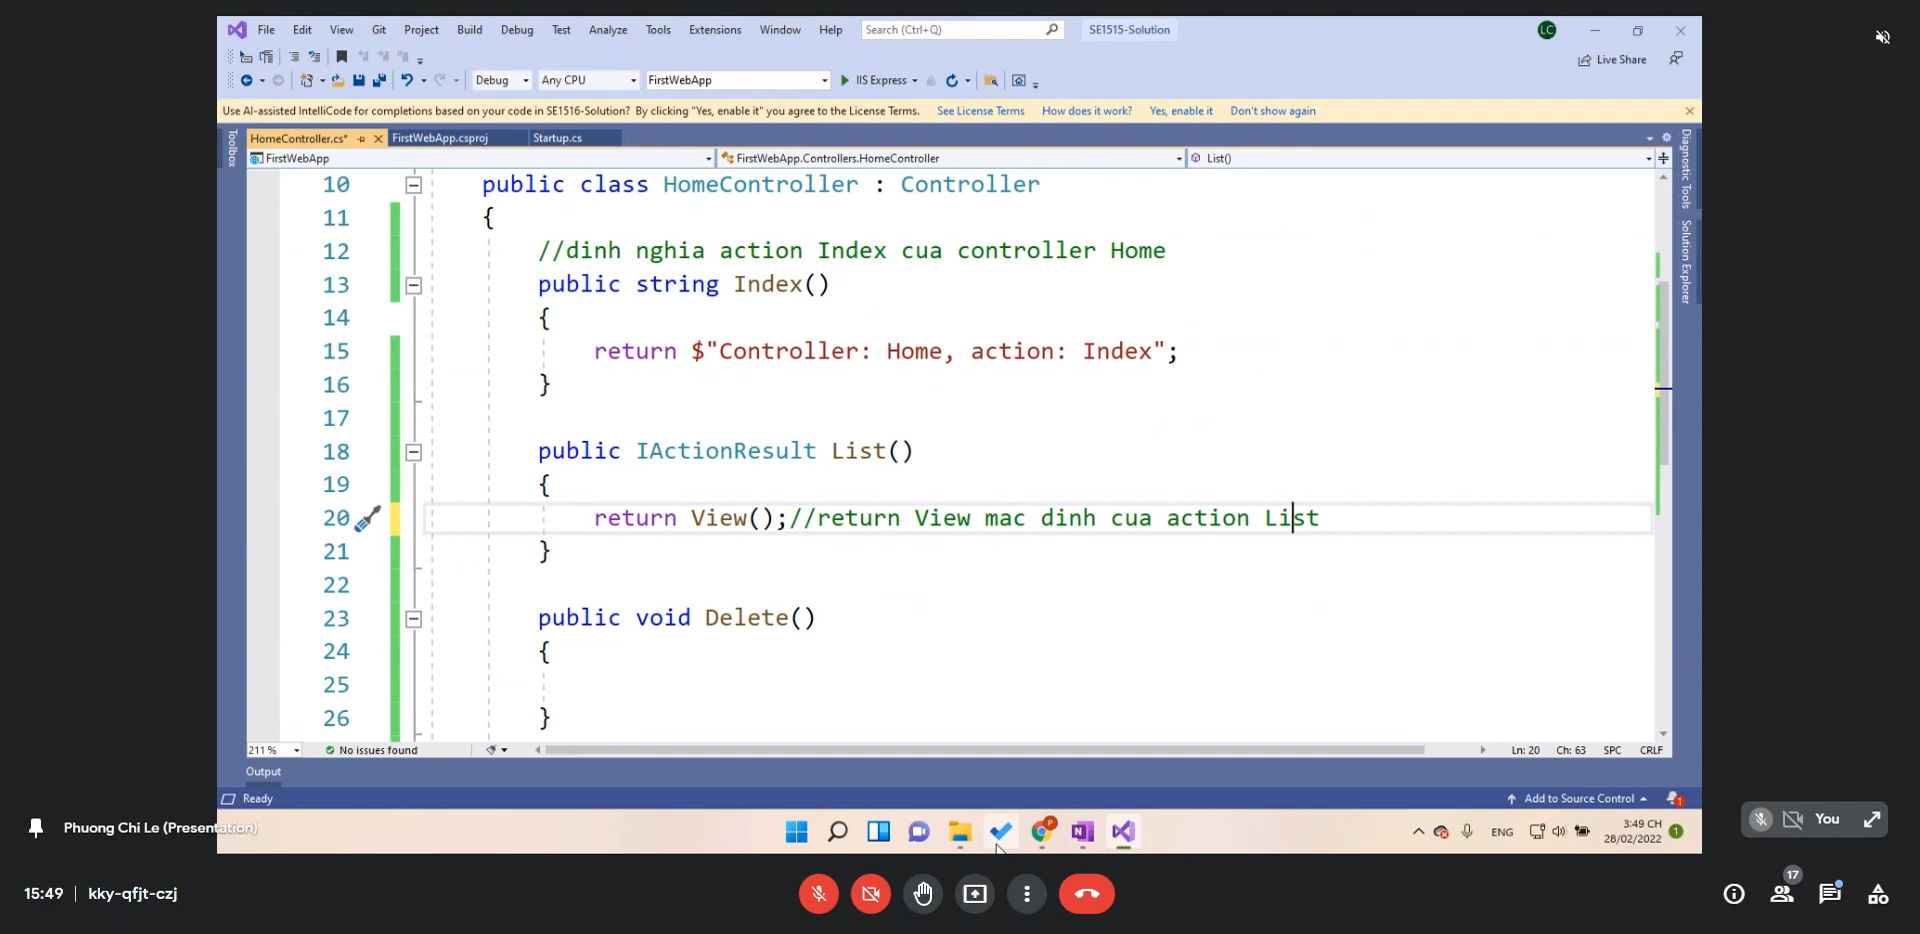 File Edit View Git Project Build Debug Test Analyze Tools Extensions Window Help Search (Ctrl+Q) SE1515-Solution LC
Live Share
Debug Any CPU FirstWebApp IIS Express
Use AI-assisted IntelliCode for completions based on your code in SE1516-Solution? By clicking "Yes, enable it" you agree to the License Terms. See License Terms How does it work? Yes, enable it Don't show again
Toolbox
HomeController.cs* FirstWebApp.csproj Startup.cs
Diagnostic Tools
Solution Explorer
FirstWebApp FirstWebApp.Controllers.HomeController List()
10 public class HomeController : Controller
11 {
12 //dinh nghia action Index cua controller Home
13 public string Index()
14 {
15 return $"Controller: Home, action: Index";
16 }
17
18 public IActionResult List()
19 {
20 return View();//return View mac dinh cua action List
21 }
22
23 public void Delete()
24 {
25
26 }
211 % No issues found Ln: 20 Ch: 63 SPC CRLF
Output
Ready Add to Source Control 1
Phuong Chi Le (Presentation)
P N
ENG 3:49 CH 1
28/02/2022
You
15:49 | kky-qfjt-czj
17